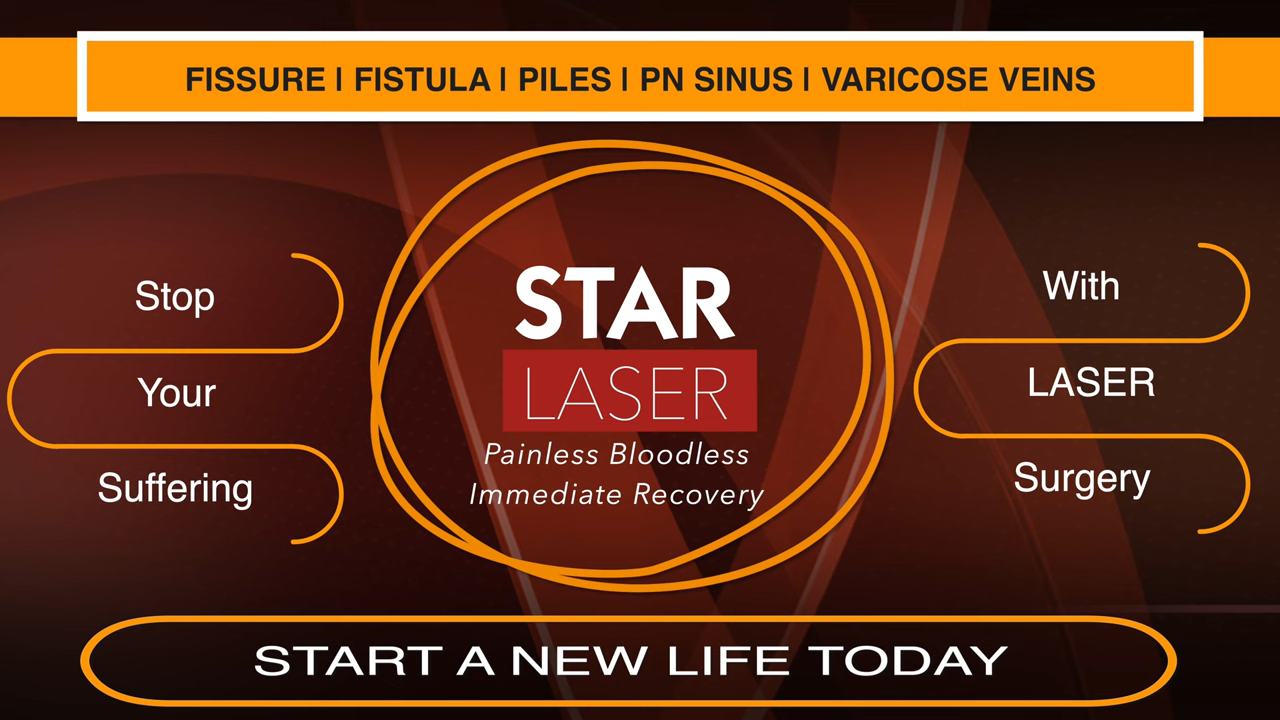 FISSURE | FISTULA | PILES | PN SINUS | VARICOSE VEINS
Stop
Your
Suffering
STAR
LASER
Painless Bloodless
Immediate Recovery
With
LASER
Surgery
START A NEW LIFE TODAY